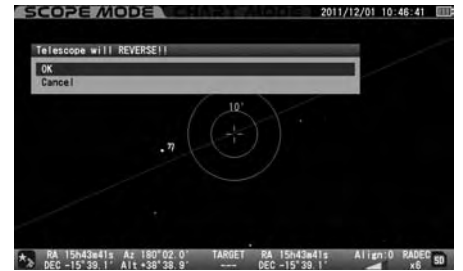 SCOPE MODE CHART MODE 2011/12/01 10:46:41
Telescope will REVERSE!!
OK
Cancel
10'
η
RA 15h43m41s Az 180°02.0' TARGET RA 15h43m41s Align:0 RADEC
DEC -15°39.1' Alt +38°38.9' --- DEC -15°39.1' x6 SD